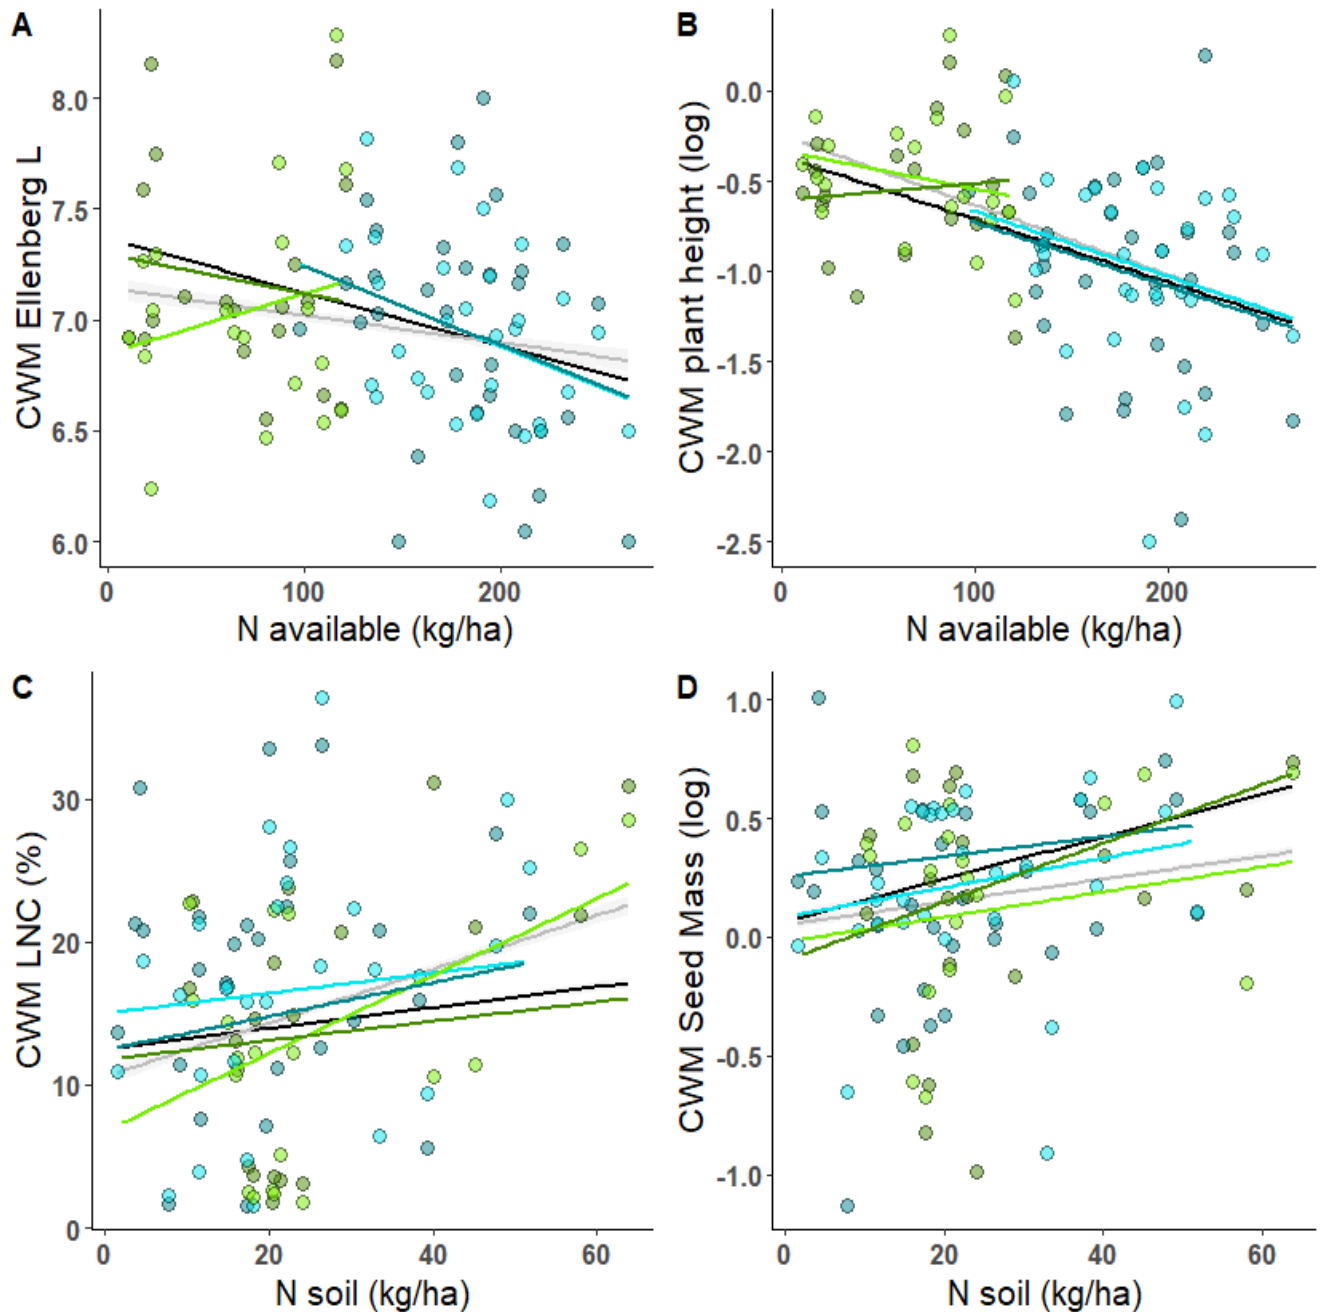 A
CWM Ellenberg L
8.0
7.5
7.0
6.5
6.0
0 100 200
N available (kg/ha)
B
CWM plant height (log)
0.0
-0.5
-1.0
-1.5
-2.0
-2.5
0 100 200
N available (kg/ha)
C
CWM LNC (%)
30
20
10
0
0 20 40 60
N soil (kg/ha)
D
CWM Seed Mass (log)
1.0
0.5
0.0
-0.5
-1.0
0 20 40 60
N soil (kg/ha)